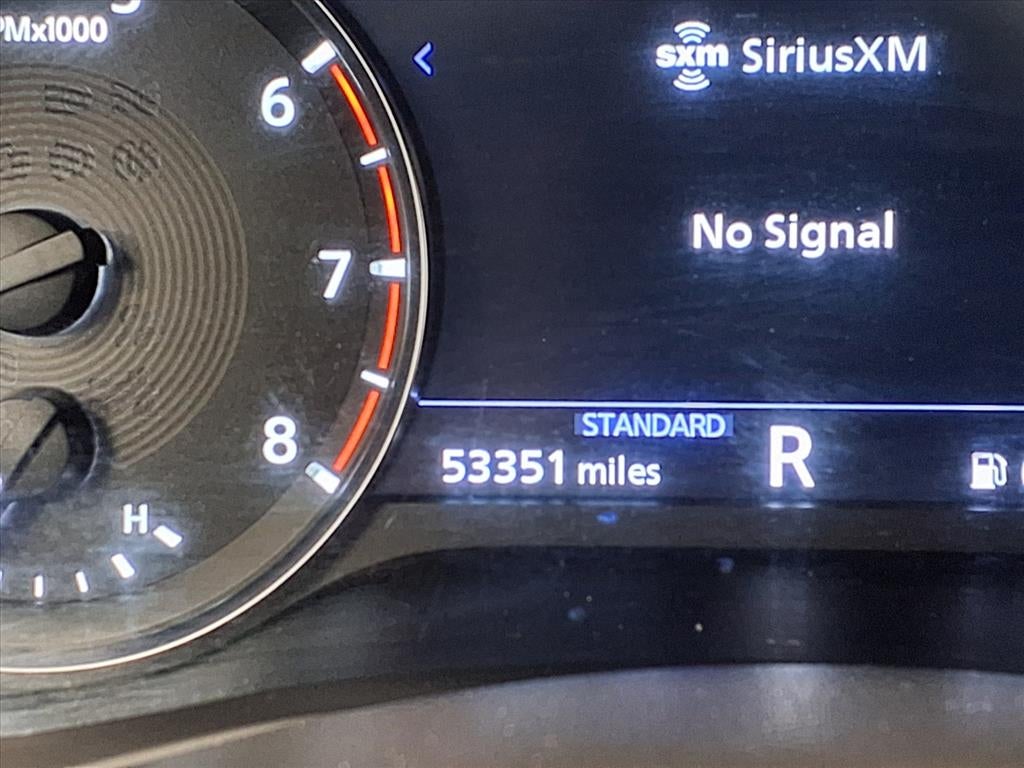 PMx1000
6
7
8
H
sxm SiriusXM
No Signal
STANDARD
53351 miles
R